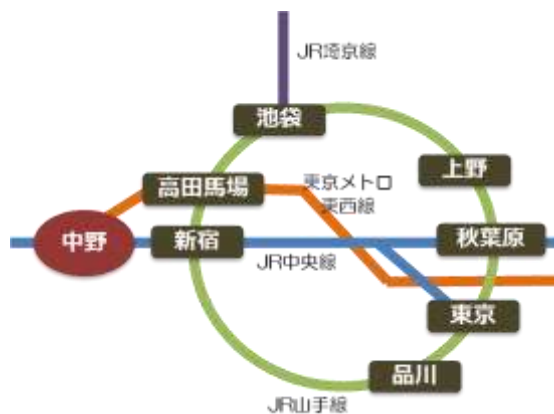 JR埼京線
池袋
上野
高田馬場
東京メトロ
東西線
中野
新宿
秋葉原
JR中央線
東京
品川
JR山手線